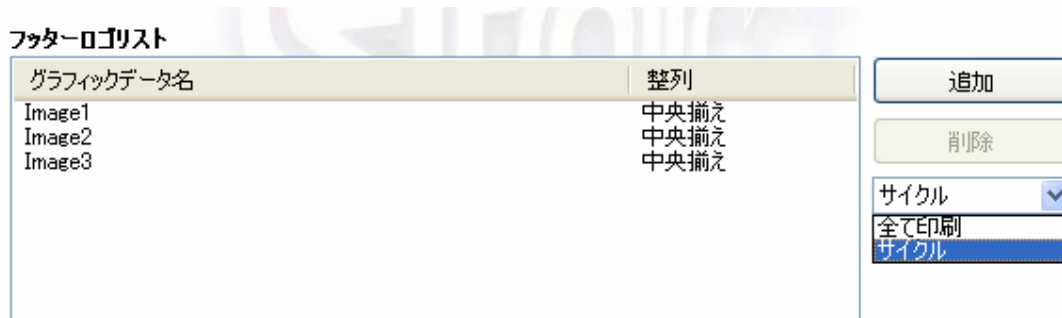 フッターロゴリスト
グラフィックデータ名 整列 追加
Image1 中央揃え
Image2 中央揃え 削除
Image3 中央揃え
サイクル
全て印刷
サイクル